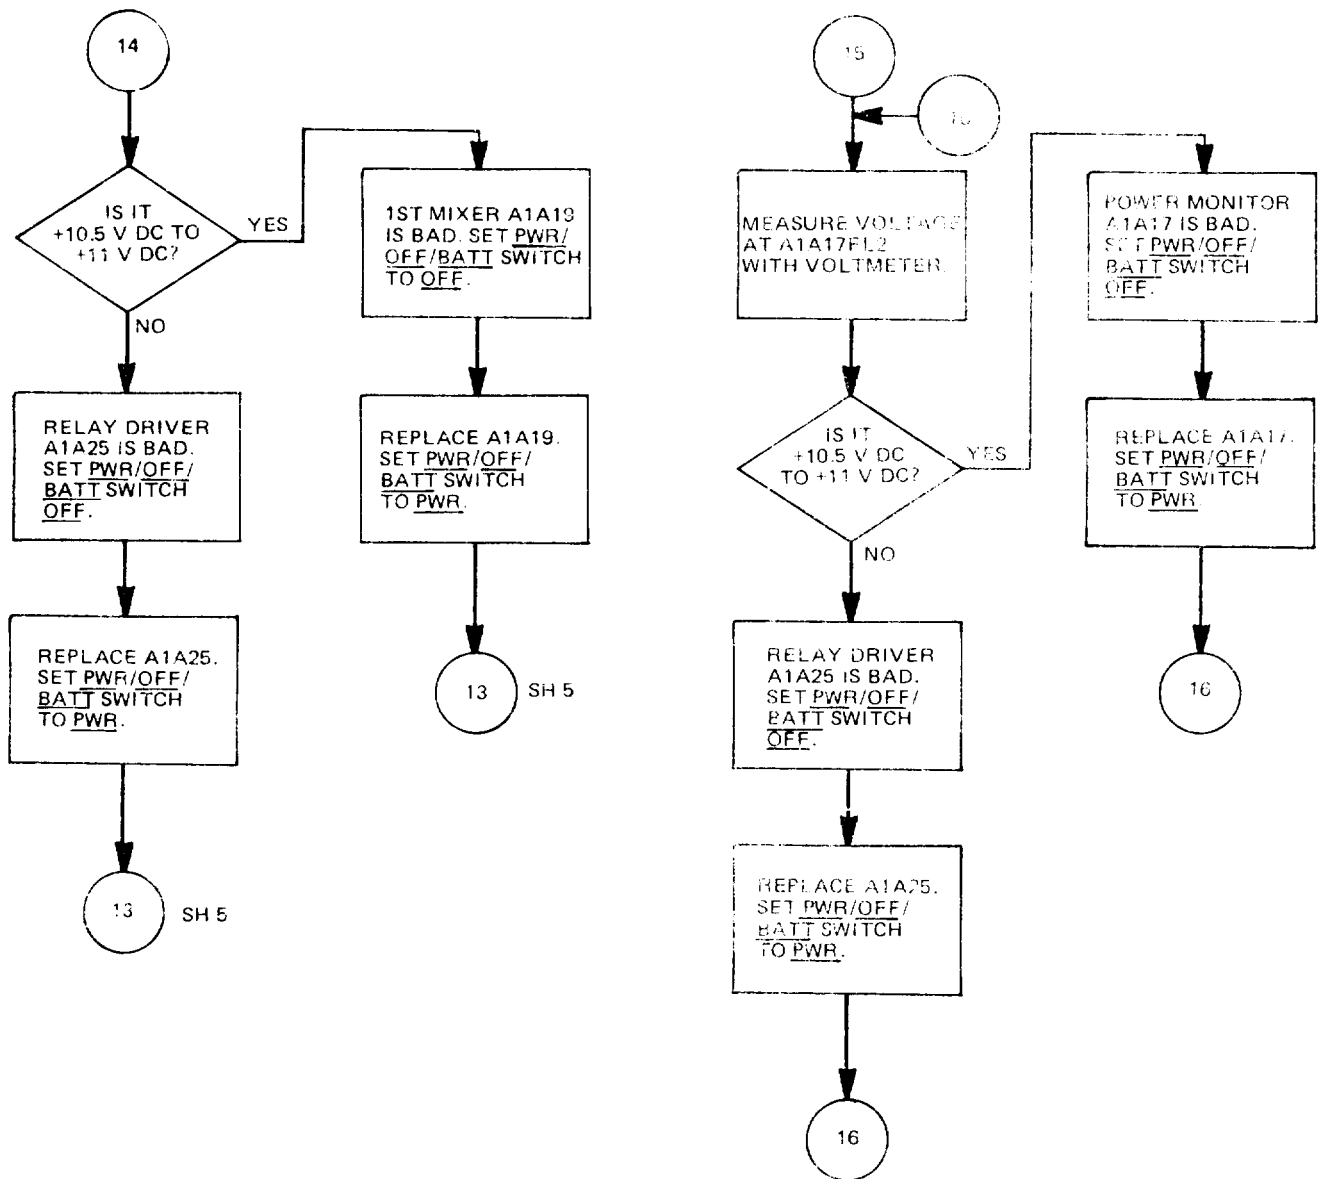 14
IS IT
+10.5 V DC TO
+11 V DC?
YES
NO
1ST MIXER A1A19
IS BAD. SET PWR/
OFF/BATT SWITCH
TO OFF.
REPLACE A1A19.
SET PWR/OFF/
BATT SWITCH
TO PWR.
13 SH 5
RELAY DRIVER
A1A25 IS BAD.
SET PWR/OFF/
BATT SWITCH
OFF.
REPLACE A1A25.
SET PWR/OFF/
BATT SWITCH
TO PWR.
13 SH 5
15
MEASURE VOLTAGE
AT A1A17FL2
WITH VOLTMETER.
IS IT
+10.5 V DC
TO +11 V DC?
YES
NO
POWER MONITOR
A1A17 IS BAD.
SET PWR/OFF/
BATT SWITCH
OFF.
REPLACE A1A17.
SET PWR/OFF/
BATT SWITCH
TO PWR.
16
RELAY DRIVER
A1A25 IS BAD.
SET PWR/OFF/
BATT SWITCH
OFF.
REPLACE A1A25.
SET PWR/OFF/
BATT SWITCH
TO PWR.
16